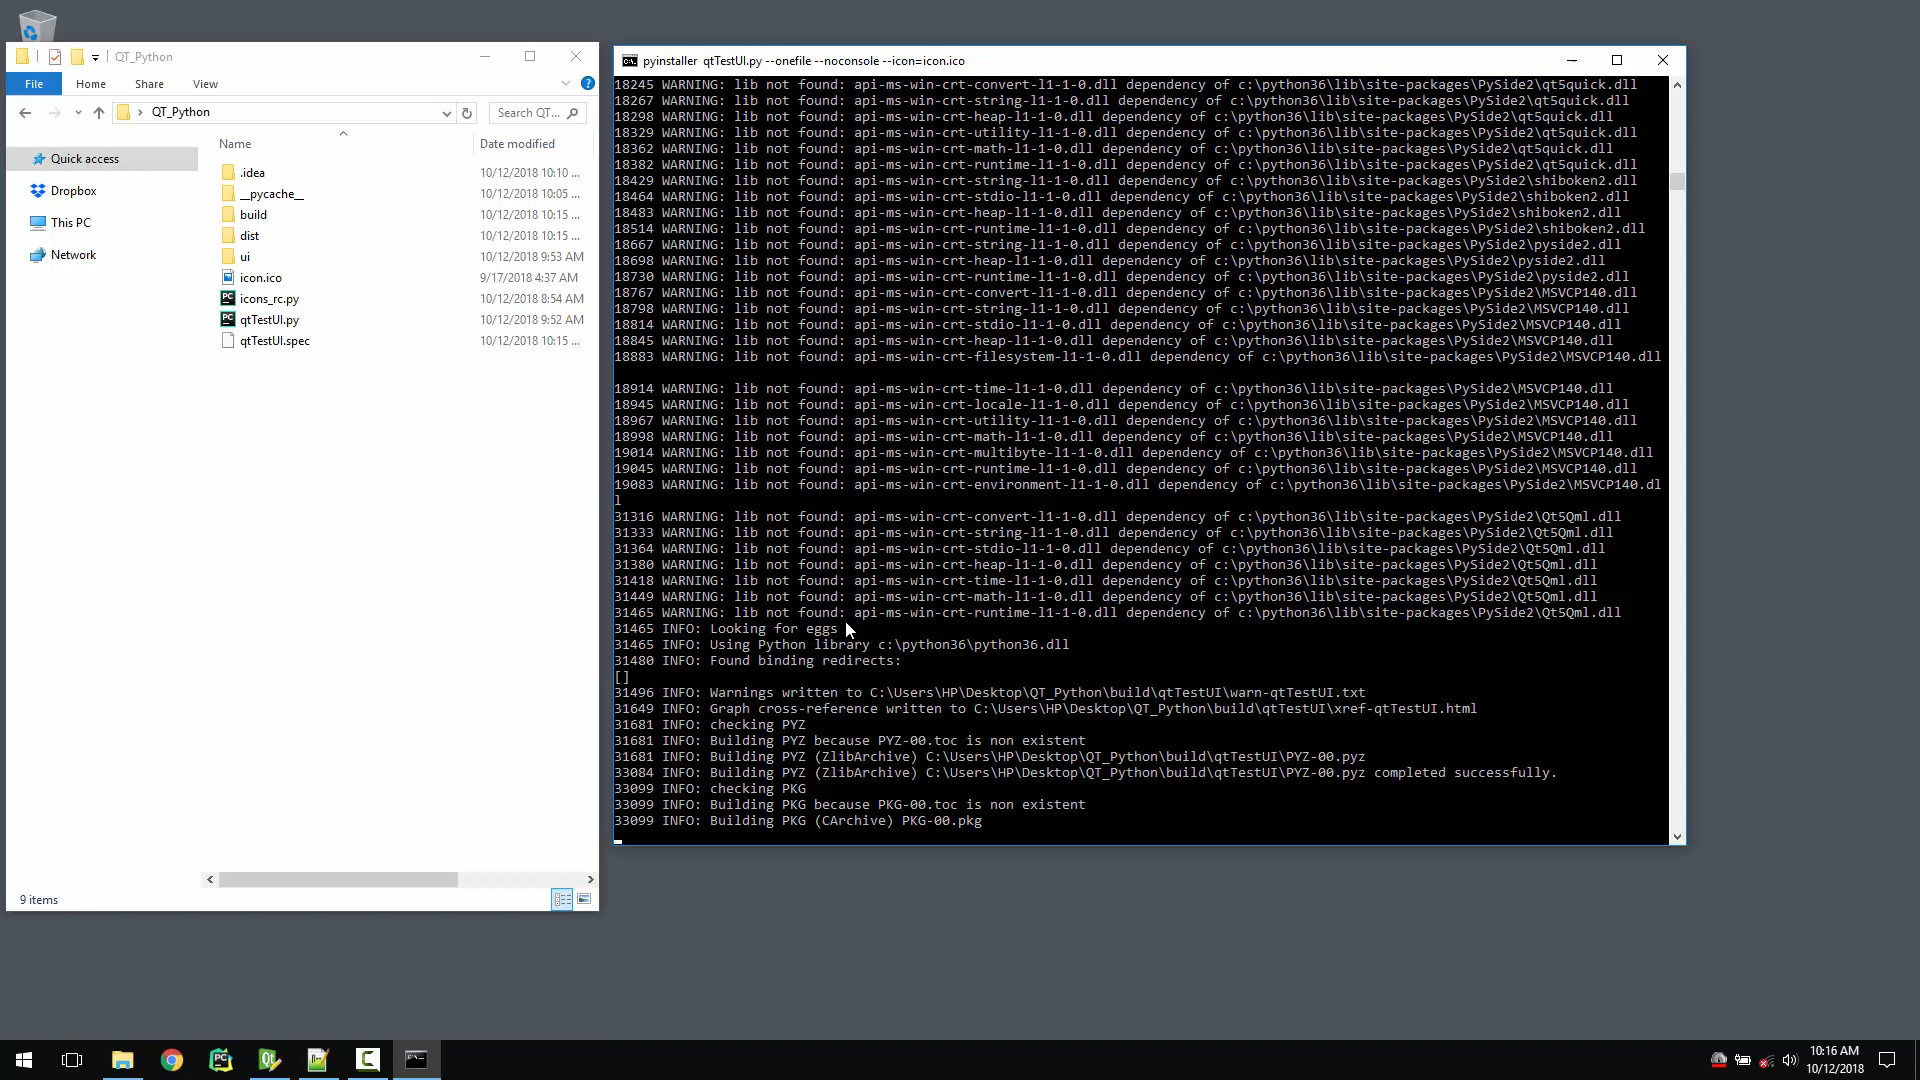 QT_Python
File
Home
Share
View
QT_Python
Search QT...
Name
Date modified
Quick access
Dropbox
This PC
Network
.idea
10/12/2018 10:10 ...
__pycache__
10/12/2018 10:05 ...
build
10/12/2018 10:15 ...
dist
10/12/2018 10:15 ...
ui
10/12/2018 9:53 AM
icon.ico
9/17/2018 4:37 AM
icons_rc.py
10/12/2018 8:54 AM
qtTestUI.py
10/12/2018 9:52 AM
qtTestUI.spec
10/12/2018 10:15 ...
9 items
pyinstaller qtTestUI.py --onefile --noconsole --icon=icon.ico
18245 WARNING: lib not found: api-ms-win-crt-convert-l1-1-0.dll dependency of c:\python36\lib\site-packages\PySide2\qt5quick.dll
18267 WARNING: lib not found: api-ms-win-crt-string-l1-1-0.dll dependency of c:\python36\lib\site-packages\PySide2\qt5quick.dll
18298 WARNING: lib not found: api-ms-win-crt-heap-l1-1-0.dll dependency of c:\python36\lib\site-packages\PySide2\qt5quick.dll
18329 WARNING: lib not found: api-ms-win-crt-utility-l1-1-0.dll dependency of c:\python36\lib\site-packages\PySide2\qt5quick.dll
18362 WARNING: lib not found: api-ms-win-crt-math-l1-1-0.dll dependency of c:\python36\lib\site-packages\PySide2\qt5quick.dll
18382 WARNING: lib not found: api-ms-win-crt-runtime-l1-1-0.dll dependency of c:\python36\lib\site-packages\PySide2\qt5quick.dll
18429 WARNING: lib not found: api-ms-win-crt-string-l1-1-0.dll dependency of c:\python36\lib\site-packages\PySide2\shiboken2.dll
18464 WARNING: lib not found: api-ms-win-crt-stdio-l1-1-0.dll dependency of c:\python36\lib\site-packages\PySide2\shiboken2.dll
18483 WARNING: lib not found: api-ms-win-crt-heap-l1-1-0.dll dependency of c:\python36\lib\site-packages\PySide2\shiboken2.dll
18514 WARNING: lib not found: api-ms-win-crt-runtime-l1-1-0.dll dependency of c:\python36\lib\site-packages\PySide2\shiboken2.dll
18667 WARNING: lib not found: api-ms-win-crt-string-l1-1-0.dll dependency of c:\python36\lib\site-packages\PySide2\pyside2.dll
18698 WARNING: lib not found: api-ms-win-crt-heap-l1-1-0.dll dependency of c:\python36\lib\site-packages\PySide2\pyside2.dll
18730 WARNING: lib not found: api-ms-win-crt-runtime-l1-1-0.dll dependency of c:\python36\lib\site-packages\PySide2\pyside2.dll
18767 WARNING: lib not found: api-ms-win-crt-convert-l1-1-0.dll dependency of c:\python36\lib\site-packages\PySide2\MSVCP140.dll
18798 WARNING: lib not found: api-ms-win-crt-string-l1-1-0.dll dependency of c:\python36\lib\site-packages\PySide2\MSVCP140.dll
18814 WARNING: lib not found: api-ms-win-crt-stdio-l1-1-0.dll dependency of c:\python36\lib\site-packages\PySide2\MSVCP140.dll
18845 WARNING: lib not found: api-ms-win-crt-heap-l1-1-0.dll dependency of c:\python36\lib\site-packages\PySide2\MSVCP140.dll
18883 WARNING: lib not found: api-ms-win-crt-filesystem-l1-1-0.dll dependency of c:\python36\lib\site-packages\PySide2\MSVCP140.dll
18914 WARNING: lib not found: api-ms-win-crt-time-l1-1-0.dll dependency of c:\python36\lib\site-packages\PySide2\MSVCP140.dll
18945 WARNING: lib not found: api-ms-win-crt-locale-l1-1-0.dll dependency of c:\python36\lib\site-packages\PySide2\MSVCP140.dll
18967 WARNING: lib not found: api-ms-win-crt-utility-l1-1-0.dll dependency of c:\python36\lib\site-packages\PySide2\MSVCP140.dll
18998 WARNING: lib not found: api-ms-win-crt-math-l1-1-0.dll dependency of c:\python36\lib\site-packages\PySide2\MSVCP140.dll
19014 WARNING: lib not found: api-ms-win-crt-multibyte-l1-1-0.dll dependency of c:\python36\lib\site-packages\PySide2\MSVCP140.dll
19045 WARNING: lib not found: api-ms-win-crt-runtime-l1-1-0.dll dependency of c:\python36\lib\site-packages\PySide2\MSVCP140.dll
19083 WARNING: lib not found: api-ms-win-crt-environment-l1-1-0.dll dependency of c:\python36\lib\site-packages\PySide2\MSVCP140.dl
l
31316 WARNING: lib not found: api-ms-win-crt-convert-l1-1-0.dll dependency of c:\python36\lib\site-packages\PySide2\Qt5Qml.dll
31333 WARNING: lib not found: api-ms-win-crt-string-l1-1-0.dll dependency of c:\python36\lib\site-packages\PySide2\Qt5Qml.dll
31364 WARNING: lib not found: api-ms-win-crt-stdio-l1-1-0.dll dependency of c:\python36\lib\site-packages\PySide2\Qt5Qml.dll
31380 WARNING: lib not found: api-ms-win-crt-heap-l1-1-0.dll dependency of c:\python36\lib\site-packages\PySide2\Qt5Qml.dll
31418 WARNING: lib not found: api-ms-win-crt-time-l1-1-0.dll dependency of c:\python36\lib\site-packages\PySide2\Qt5Qml.dll
31449 WARNING: lib not found: api-ms-win-crt-math-l1-1-0.dll dependency of c:\python36\lib\site-packages\PySide2\Qt5Qml.dll
31465 WARNING: lib not found: api-ms-win-crt-runtime-l1-1-0.dll dependency of c:\python36\lib\site-packages\PySide2\Qt5Qml.dll
31465 INFO: Looking for eggs
31465 INFO: Using Python library c:\python36\python36.dll
31480 INFO: Found binding redirects:
[]
31496 INFO: Warnings written to C:\Users\HP\Desktop\QT_Python\build\qtTestUI\warn-qtTestUI.txt
31649 INFO: Graph cross-reference written to C:\Users\HP\Desktop\QT_Python\build\qtTestUI\xref-qtTestUI.html
31681 INFO: checking PYZ
31681 INFO: Building PYZ because PYZ-00.toc is non existent
31681 INFO: Building PYZ (ZlibArchive) C:\Users\HP\Desktop\QT_Python\build\qtTestUI\PYZ-00.pyz
33084 INFO: Building PYZ (ZlibArchive) C:\Users\HP\Desktop\QT_Python\build\qtTestUI\PYZ-00.pyz completed successfully.
33099 INFO: checking PKG
33099 INFO: Building PKG because PKG-00.toc is non existent
33099 INFO: Building PKG (CArchive) PKG-00.pkg
10:16 AM
10/12/2018